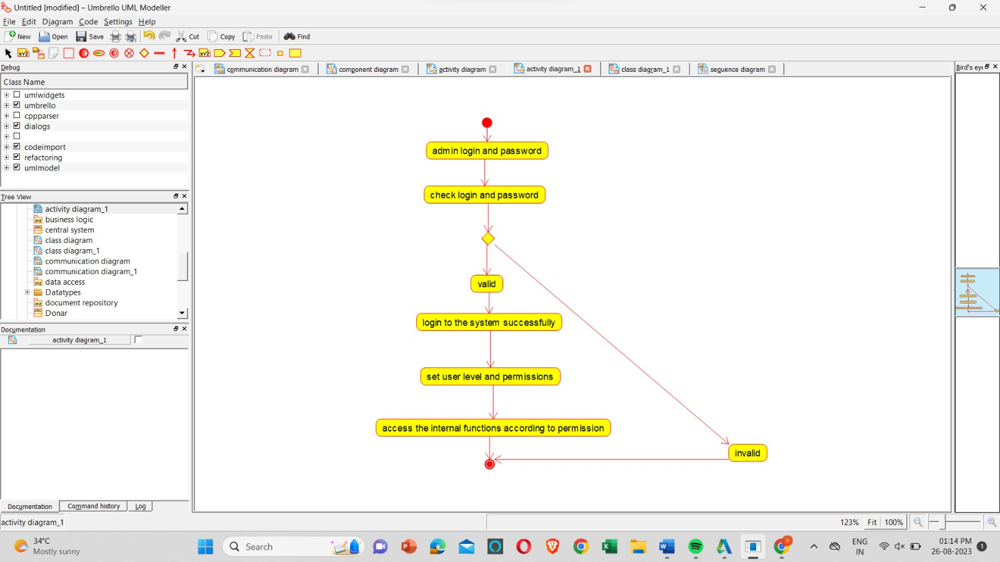 Untitled [modified] – Umbrello UML Modeller
File Edit Diagram Code Settings Help
New Open Save Cut Copy Paste Find
Debug
Class Name
umlwidgets
umbrello
cppparser
dialogs
codeimport
refactoring
umlmodel
Tree View
activity diagram_1
business logic
central system
class diagram
class diagram_1
communication diagram
communication diagram_1
data access
Datatypes
document repository
Donar
Documentation
activity diagram_1
Documentation Command history Log
activity diagram_1
communication diagram component diagram activity diagram activity diagram_1 class diagram_1 sequence diagram
admin login and password
check login and password
valid
login to the system successfully
set user level and permissions
access the internal functions according to permission
invalid
Bird's eye
123% Fit 100%
34°C
Mostly sunny
Search
ENG
IN
01:14 PM
26-08-2023
1